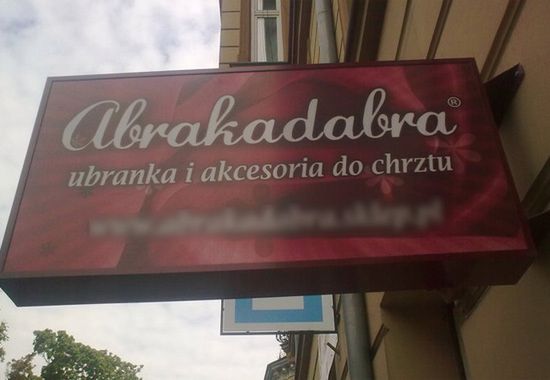 Abrakadabra®
ubranka i akcesoria do chrztu